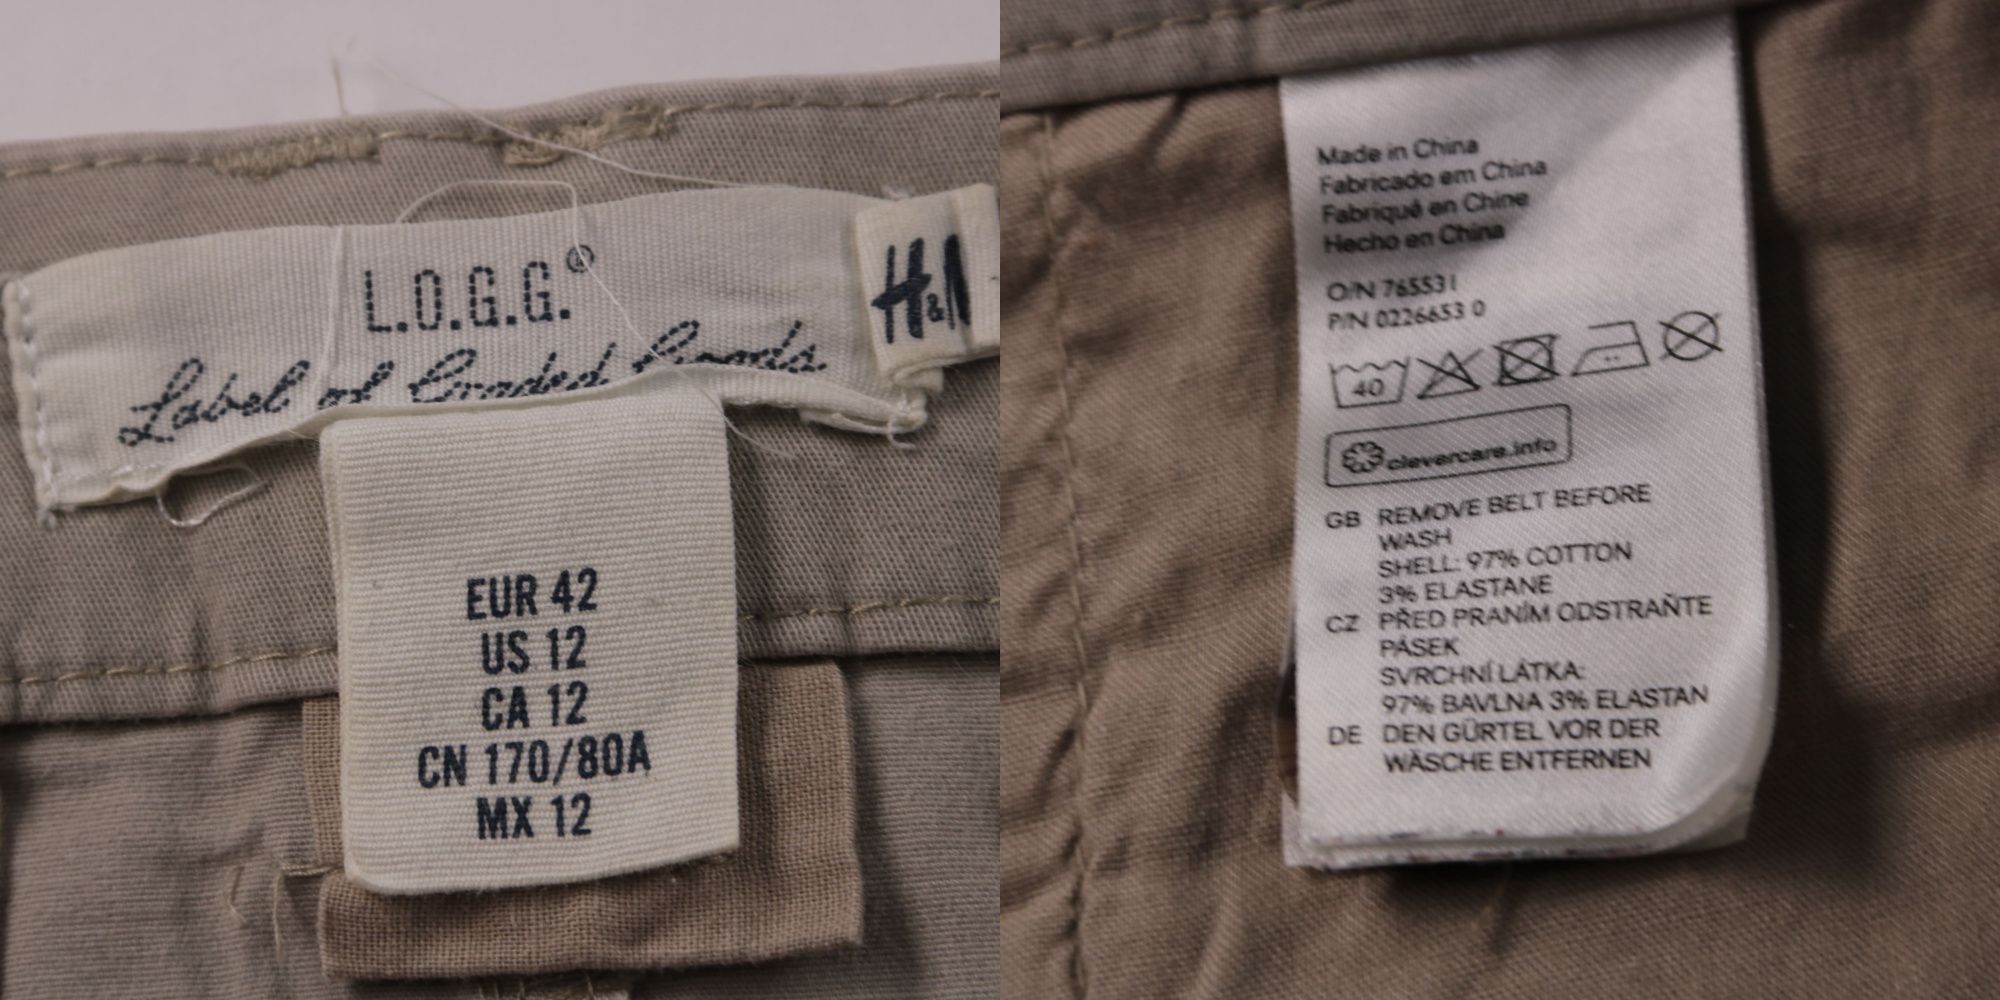 L.O.G.G.®
Label of Graded Goods
H&M
EUR 42
US 12
CA 12
CN 170/80A
MX 12
Made in China
Fabricado em China
Fabriqué en Chine
Hecho en China
O/N 765531
P/N 0226653 0
40
clevercare.info
GB REMOVE BELT BEFORE
WASH
SHELL: 97% COTTON
3% ELASTANE
CZ PŘED PRANÍM ODSTRAŇTE
PÁSEK
SVRCHNÍ LÁTKA:
97% BAVLNA 3% ELASTAN
DE DEN GÜRTEL VOR DER
WÄSCHE ENTFERNEN